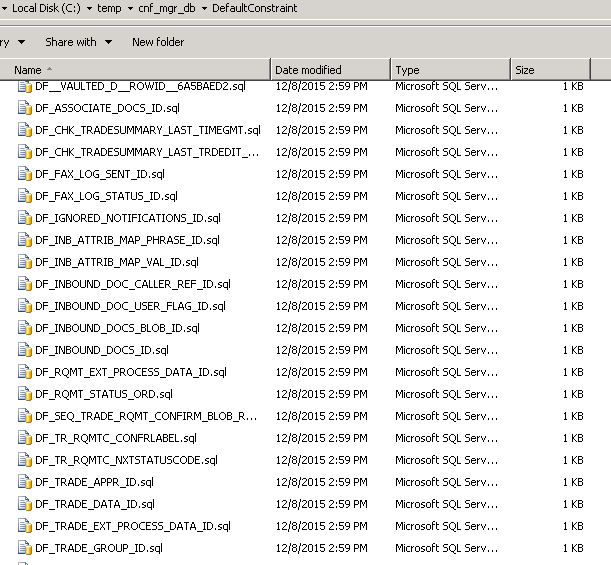 Local Disk (C:) temp cnf_mgr_db DefaultConstraint
ry Share with New folder
Name Date modified Type Size
DF__VAULTED_D__ROWID__6A5BAED2.sql 12/8/2015 2:59 PM Microsoft SQL Serv... 1 KB
DF_ASSOCIATE_DOCS_ID.sql 12/8/2015 2:59 PM Microsoft SQL Serv... 1 KB
DF_CHK_TRADESUMMARY_LAST_TIMEGMT.sql 12/8/2015 2:59 PM Microsoft SQL Serv... 1 KB
DF_CHK_TRADESUMMARY_LAST_TRDEDIT_... 12/8/2015 2:59 PM Microsoft SQL Serv... 1 KB
DF_FAX_LOG_SENT_ID.sql 12/8/2015 2:59 PM Microsoft SQL Serv... 1 KB
DF_FAX_LOG_STATUS_ID.sql 12/8/2015 2:59 PM Microsoft SQL Serv... 1 KB
DF_IGNORED_NOTIFICATIONS_ID.sql 12/8/2015 2:59 PM Microsoft SQL Serv... 1 KB
DF_INB_ATTRIB_MAP_PHRASE_ID.sql 12/8/2015 2:59 PM Microsoft SQL Serv... 1 KB
DF_INB_ATTRIB_MAP_VAL_ID.sql 12/8/2015 2:59 PM Microsoft SQL Serv... 1 KB
DF_INBOUND_DOC_CALLER_REF_ID.sql 12/8/2015 2:59 PM Microsoft SQL Serv... 1 KB
DF_INBOUND_DOC_USER_FLAG_ID.sql 12/8/2015 2:59 PM Microsoft SQL Serv... 1 KB
DF_INBOUND_DOCS_BLOB_ID.sql 12/8/2015 2:59 PM Microsoft SQL Serv... 1 KB
DF_INBOUND_DOCS_ID.sql 12/8/2015 2:59 PM Microsoft SQL Serv... 1 KB
DF_RQMT_EXT_PROCESS_DATA_ID.sql 12/8/2015 2:59 PM Microsoft SQL Serv... 1 KB
DF_RQMT_STATUS_ORD.sql 12/8/2015 2:59 PM Microsoft SQL Serv... 1 KB
DF_SEQ_TRADE_RQMT_CONFIRM_BLOB_R... 12/8/2015 2:59 PM Microsoft SQL Serv... 1 KB
DF_TR_RQMTC_CONFRLABEL.sql 12/8/2015 2:59 PM Microsoft SQL Serv... 1 KB
DF_TR_RQMTC_NXTSTATUSCODE.sql 12/8/2015 2:59 PM Microsoft SQL Serv... 1 KB
DF_TRADE_APPR_ID.sql 12/8/2015 2:59 PM Microsoft SQL Serv... 1 KB
DF_TRADE_DATA_ID.sql 12/8/2015 2:59 PM Microsoft SQL Serv... 1 KB
DF_TRADE_EXT_PROCESS_DATA_ID.sql 12/8/2015 2:59 PM Microsoft SQL Serv... 1 KB
DF_TRADE_GROUP_ID.sql 12/8/2015 2:59 PM Microsoft SQL Serv... 1 KB